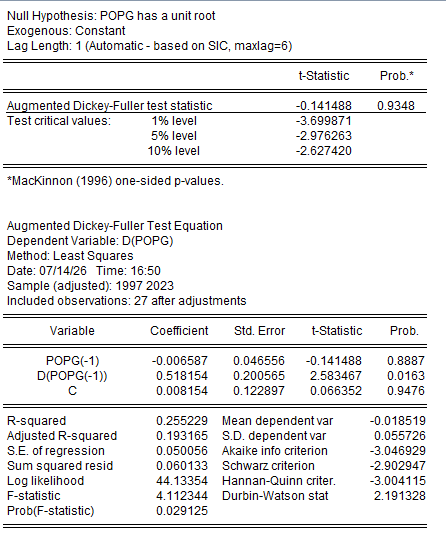 Null Hypothesis: POPG has a unit root
Exogenous: Constant
Lag Length: 1 (Automatic - based on SIC, maxlag=6)
t-Statistic Prob.*
Augmented Dickey-Fuller test statistic -0.141488 0.9348
Test critical values: 1% level -3.699871
5% level -2.976263
10% level -2.627420
*MacKinnon (1996) one-sided p-values.
Augmented Dickey-Fuller Test Equation
Dependent Variable: D(POPG)
Method: Least Squares
Date: 07/14/26 Time: 16:50
Sample (adjusted): 1997 2023
Included observations: 27 after adjustments
Variable Coefficient Std. Error t-Statistic Prob.
POPG(-1) -0.006587 0.046556 -0.141488 0.8887
D(POPG(-1)) 0.518154 0.200565 2.583467 0.0163
C 0.008154 0.122897 0.066352 0.9476
R-squared 0.255229 Mean dependent var -0.018519
Adjusted R-squared 0.193165 S.D. dependent var 0.055726
S.E. of regression 0.050056 Akaike info criterion -3.046929
Sum squared resid 0.060133 Schwarz criterion -2.902947
Log likelihood 44.13354 Hannan-Quinn criter. -3.004115
F-statistic 4.112344 Durbin-Watson stat 2.191328
Prob(F-statistic) 0.029125